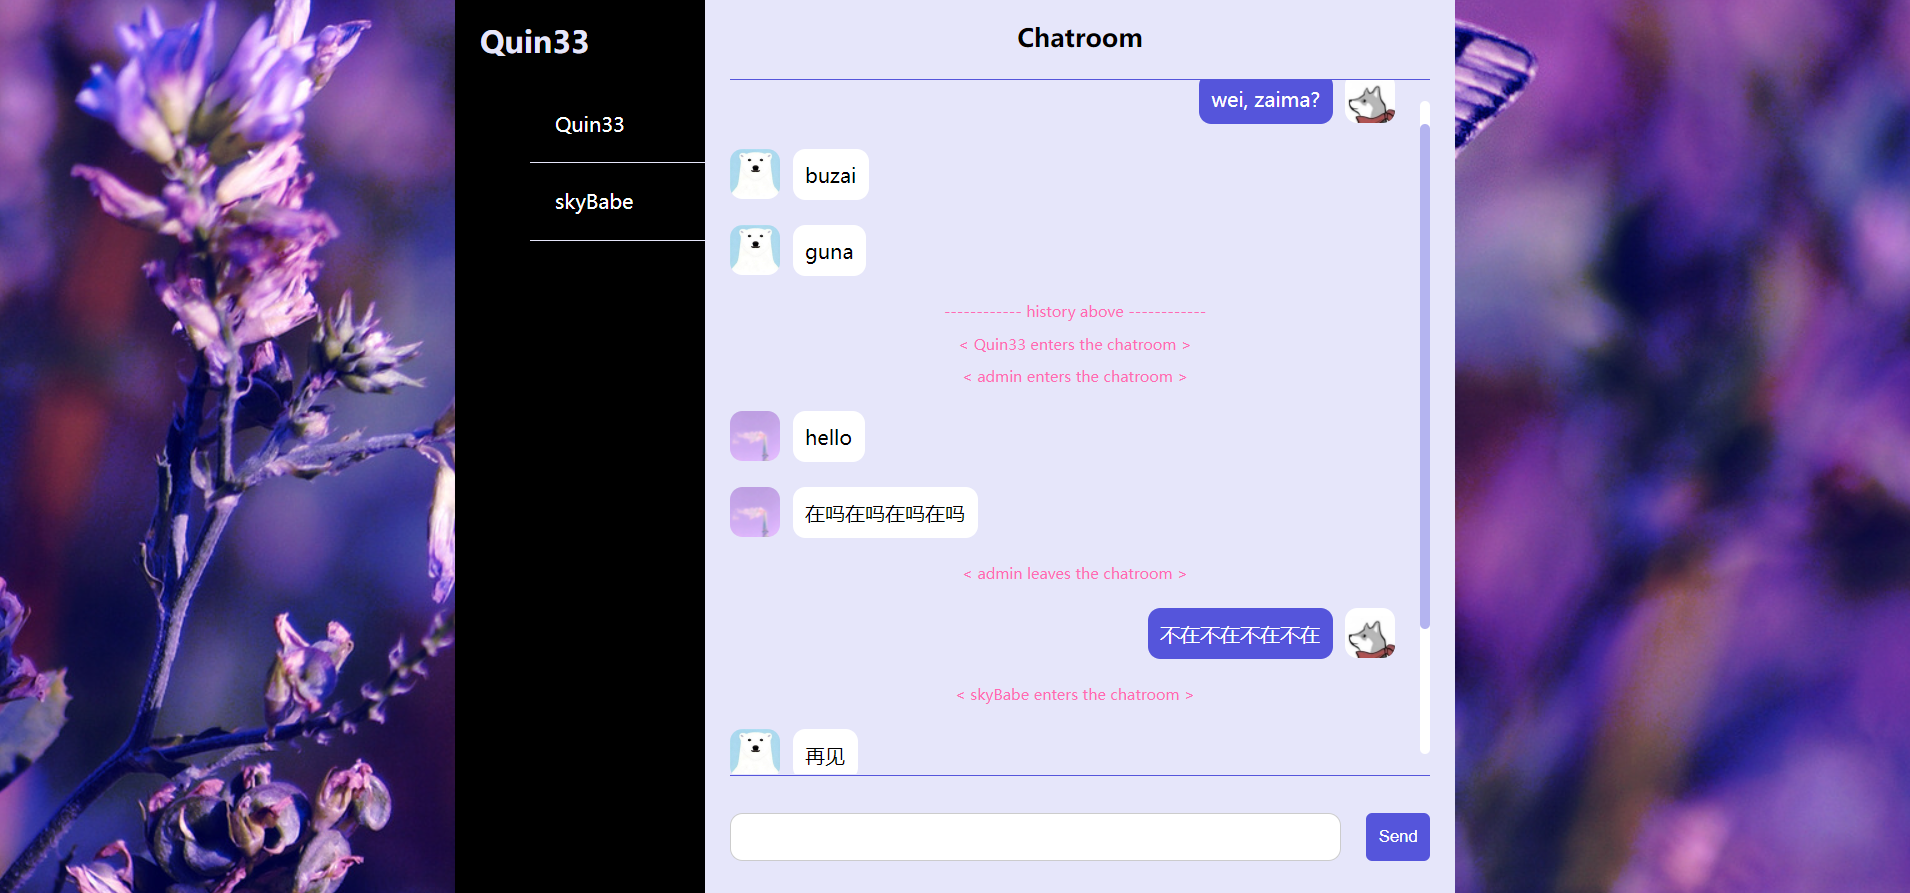 Quin33
Quin33
skyBabe
Chatroom
wei, zaima?
buzai
guna
------------ history above ------------
< Quin33 enters the chatroom >
< admin enters the chatroom >
hello
在吗在吗在吗在吗
< admin leaves the chatroom >
不在不在不在不在
< skyBabe enters the chatroom >
再见
Send